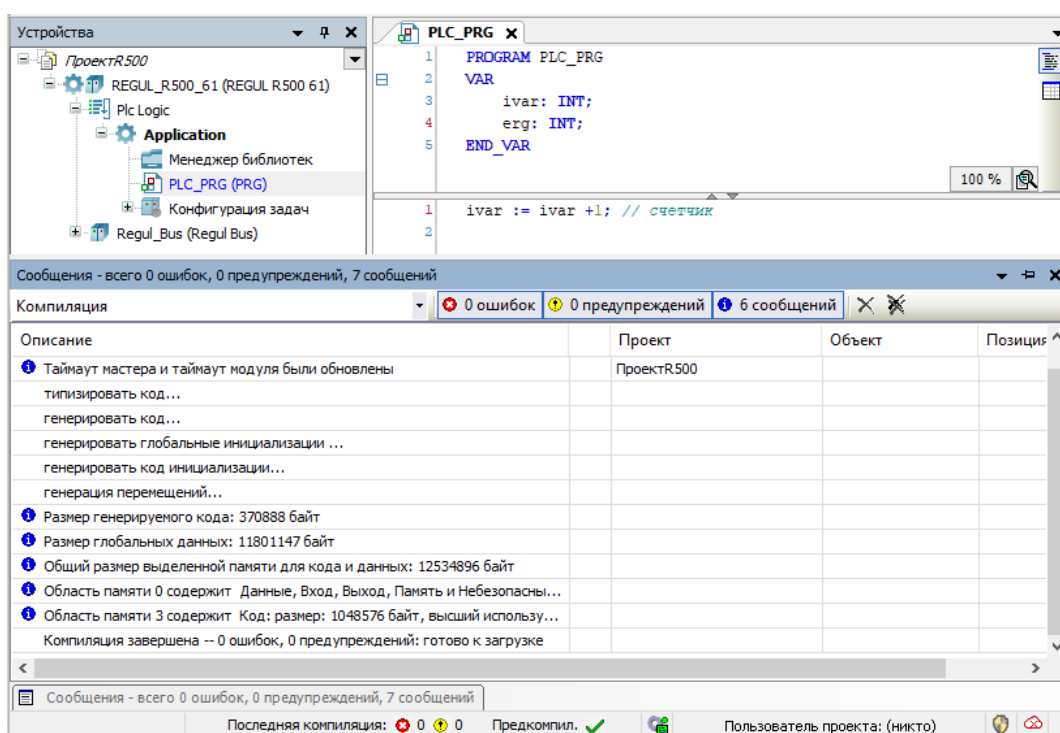 Устройства
ПроектR500
REGUL_R500_61 (REGUL R500 61)
Plc Logic
Application
Менеджер библиотек
PLC_PRG (PRG)
Конфигурация задач
Regul_Bus (Regul Bus)
PLC_PRG
1 PROGRAM PLC_PRG
2 VAR
3 ivar: INT;
4 erg: INT;
5 END_VAR
100 %
1 ivar := ivar +1; // счетчик
2
Сообщения - всего 0 ошибок, 0 предупреждений, 7 сообщений
Компиляция 0 ошибок 0 предупреждений 6 сообщений
Описание Проект Объект Позиция
Таймаут мастера и таймаут модуля были обновлены ПроектR500
типизировать код...
генерировать код...
генерировать глобальные инициализации ...
генерировать код инициализации...
генерация перемещений...
Размер генерируемого кода: 370888 байт
Размер глобальных данных: 11801147 байт
Общий размер выделенной памяти для кода и данных: 12534896 байт
Область памяти 0 содержит Данные, Вход, Выход, Память и Небезопасны...
Область памяти 3 содержит Код: размер: 1048576 байт, высший использу...
Компиляция завершена -- 0 ошибок, 0 предупреждений: готово к загрузке
Сообщения - всего 0 ошибок, 0 предупреждений, 7 сообщений
Последняя компиляция: 0 0 Предкомпил. Пользователь проекта: (никто)